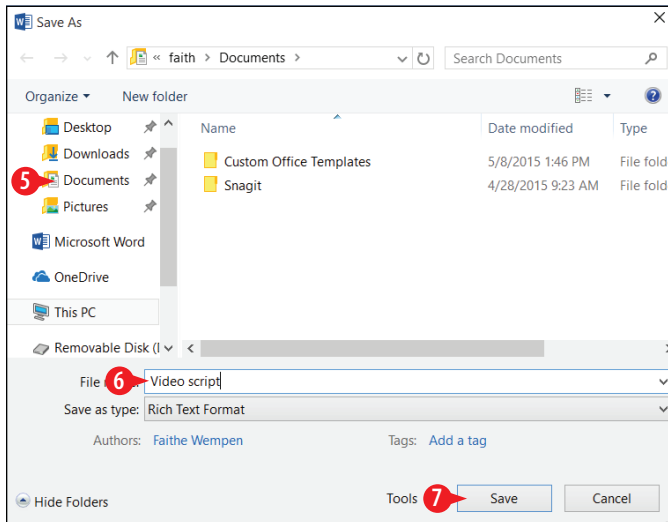 Save As
« faith > Documents >
Search Documents
Organize
New folder
Name
Date modified
Type
Desktop
Downloads
Custom Office Templates
5/8/2015 1:46 PM
File fold
5
Documents
Snagit
4/28/2015 9:23 AM
File fold
Pictures
Microsoft Word
OneDrive
This PC
Removable Disk (
File
6
Video script
Save as type:
Rich Text Format
Authors:
Faithe Wempen
Tags:
Add a tag
Hide Folders
Tools
7
Save
Cancel